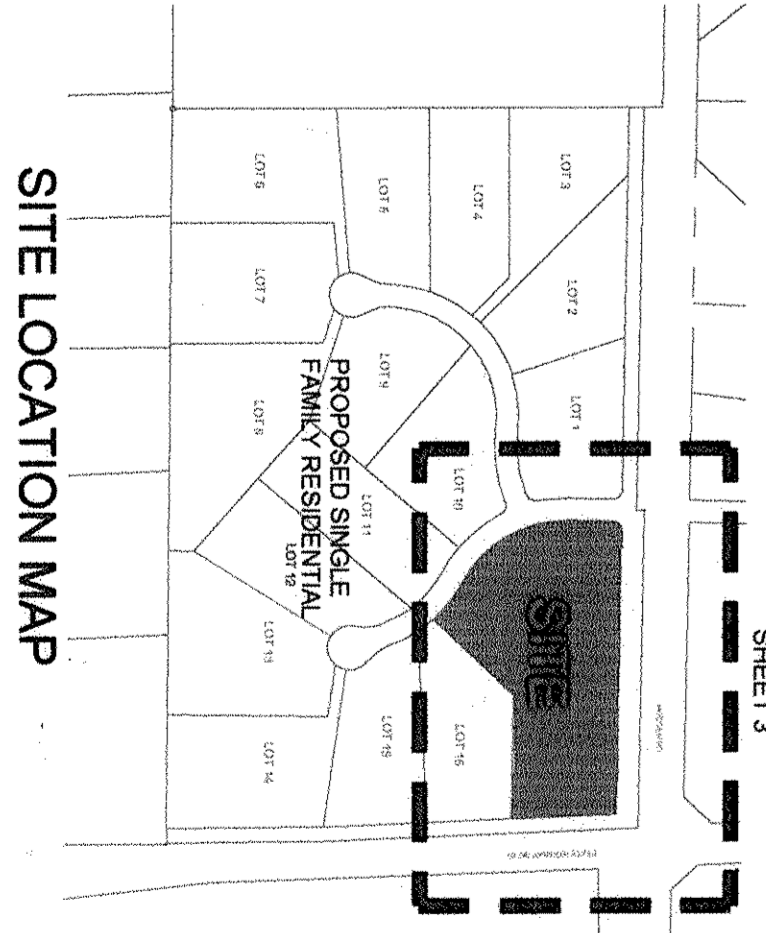 SHEET 3
LOT 3
LOT 2
LOT 1
SITE
LOT 4
LOT 10
LOT 16
LOT 5
LOT 9
LOT 11
LOT 15
PROPOSED SINGLE
FAMILY RESIDENTIAL
LOT 12
LOT 6
LOT 7
LOT 8
LOT 13
LOT 14
SITE LOCATION MAP